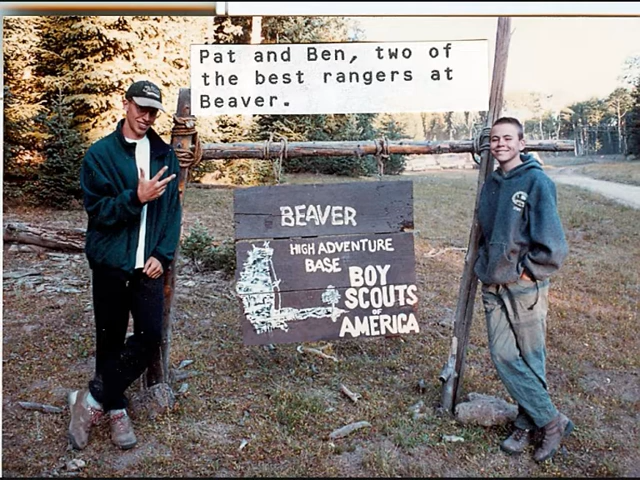 Pat and Ben, two of
the best rangers at
Beaver.
BEAVER
HIGH ADVENTURE
BASE
BOY
SCOUTS
OF
AMERICA